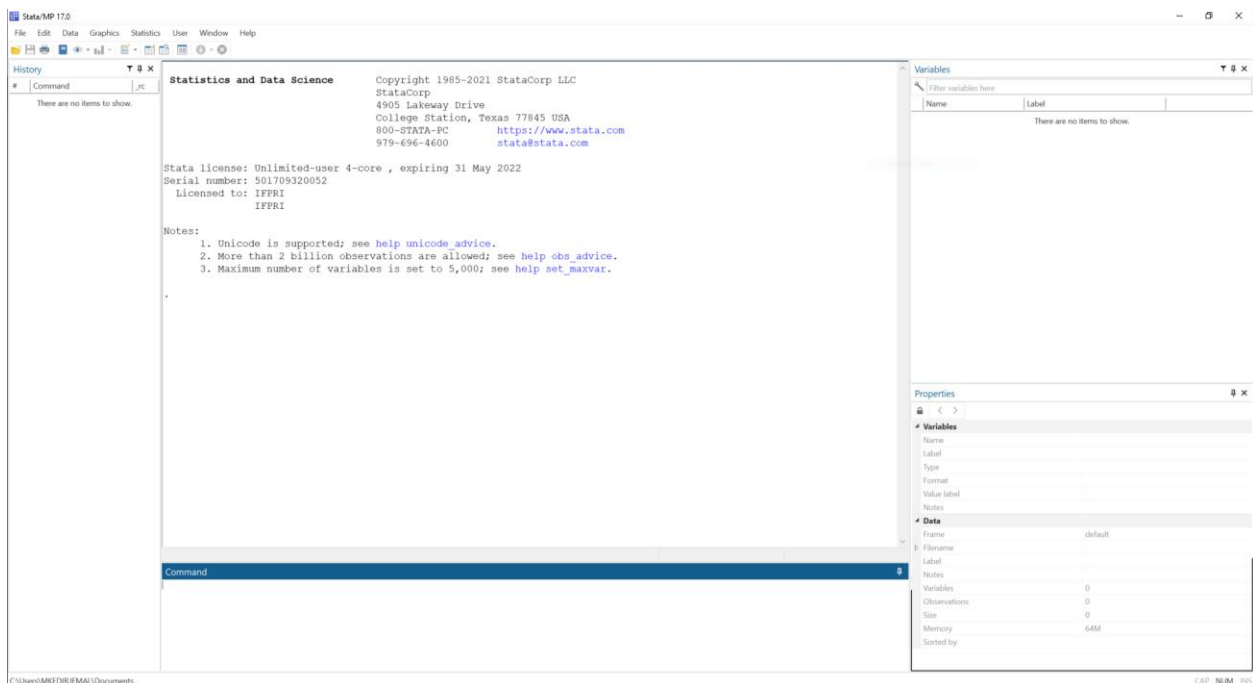 Stata/MP 17.0
File Edit Data Graphics Statistics User Window Help
History
# Command _rc
There are no items to show.
Statistics and Data Science Copyright 1985-2021 StataCorp LLC
StataCorp
4905 Lakeway Drive
College Station, Texas 77845 USA
800-STATA-PC https://www.stata.com
979-696-4600 stata@stata.com
Stata license: Unlimited-user 4-core , expiring 31 May 2022
Serial number: 501709320052
Licensed to: IFPRI
IFPRI
Notes:
1. Unicode is supported; see help unicode_advice.
2. More than 2 billion observations are allowed; see help obs_advice.
3. Maximum number of variables is set to 5,000; see help set_maxvar.
.
Command
Variables
Filter variables here
Name Label
There are no items to show.
Properties
Variables
Name
Label
Type
Format
Value label
Notes
Data
Frame default
Filename
Label
Notes
Variables 0
Observations 0
Size 0
Memory 64M
Sorted by
C:\Users\MKEDIRJEMAL\Documents
CAP NUM INS